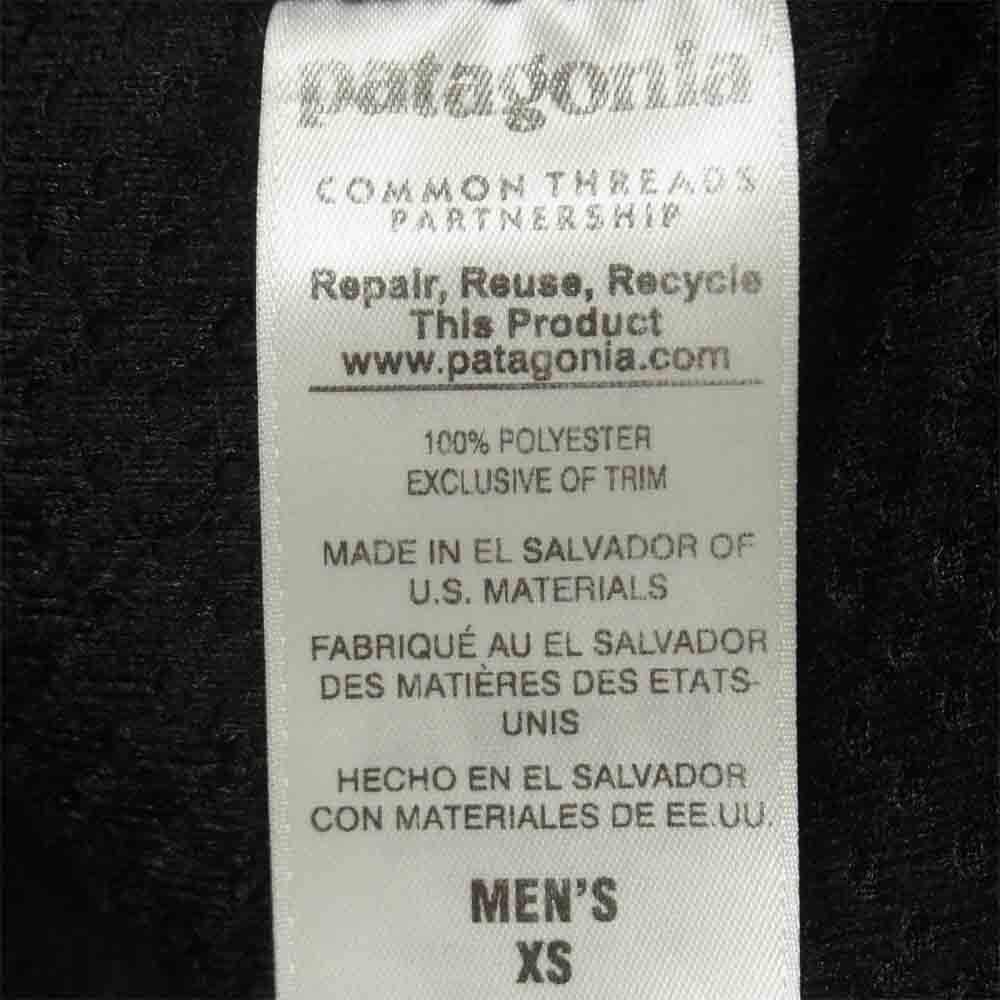 patagonia
COMMON THREADS
PARTNERSHIP
Repair, Reuse, Recycle
This Product
www.patagonia.com
100% POLYESTER
EXCLUSIVE OF TRIM
MADE IN EL SALVADOR OF
U.S. MATERIALS
FABRIQUÉ AU EL SALVADOR
DES MATIÈRES DES ETATS-
UNIS
HECHO EN EL SALVADOR
CON MATERIALES DE EE.UU.
MEN'S
XS